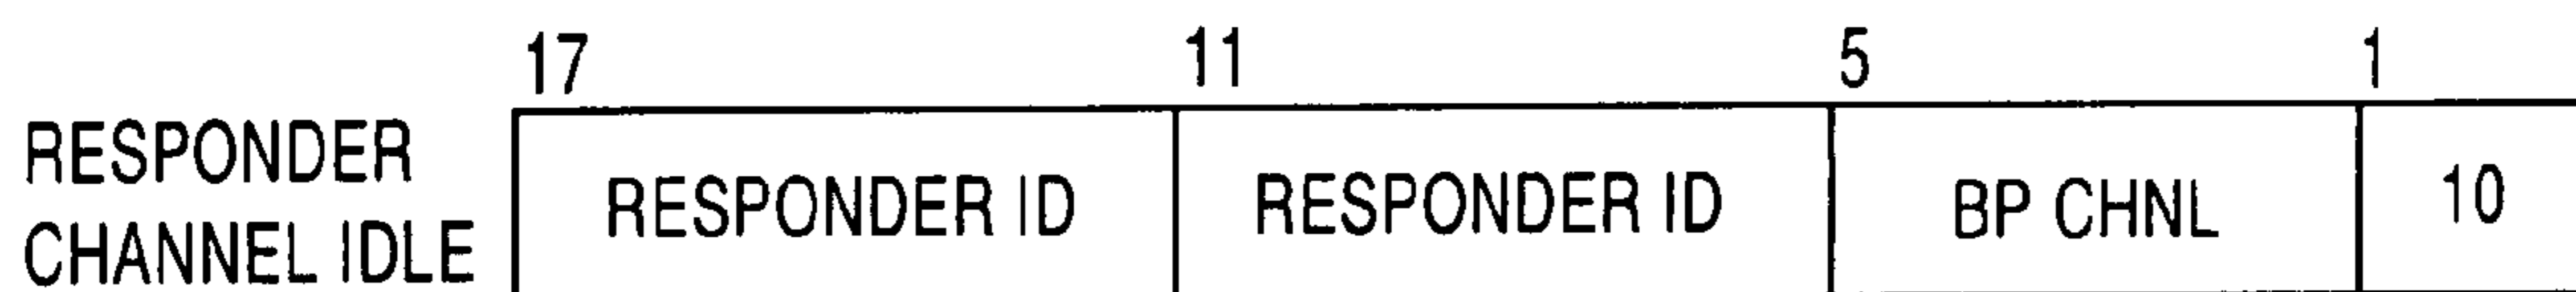 17 11 5 1
RESPONDER
CHANNEL IDLE
RESPONDER ID RESPONDER ID BP CHNL 10